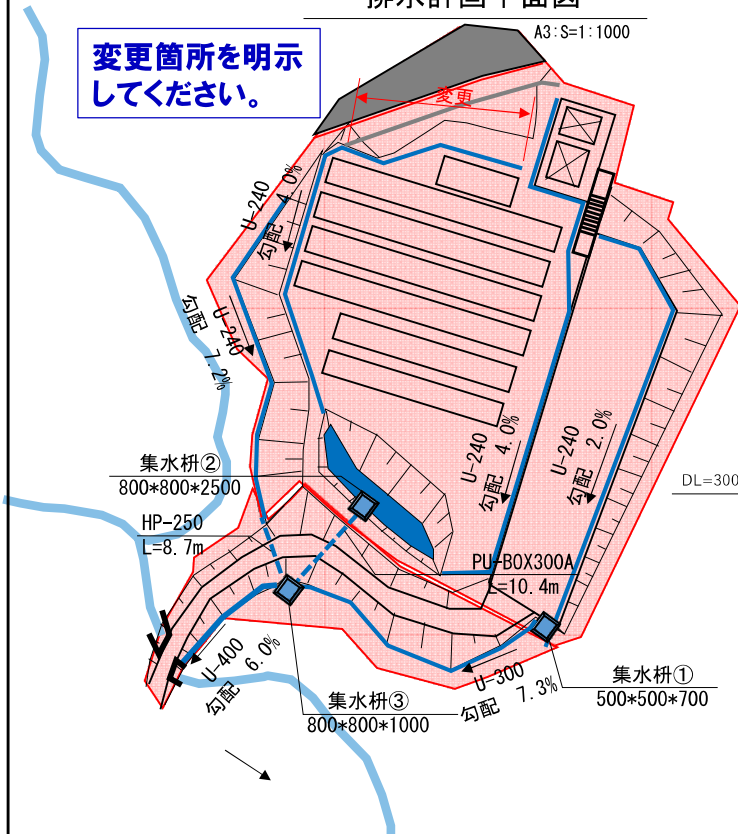 排水計画平面図
A3:S=1:1000
変更箇所を明示
してください。
変更
U-240
勾配 4.0%
U-240
勾配 7.2%
集水枡②
800*800*2500
HP-250
L=8.7m
U-240
勾配 4.0%
U-240
勾配 2.0%
DL=300
PU-BOX300A
L=10.4m
U-400
勾配 6.0%
U-300
勾配 7.3%
集水枡①
500*500*700
集水枡③
800*800*1000